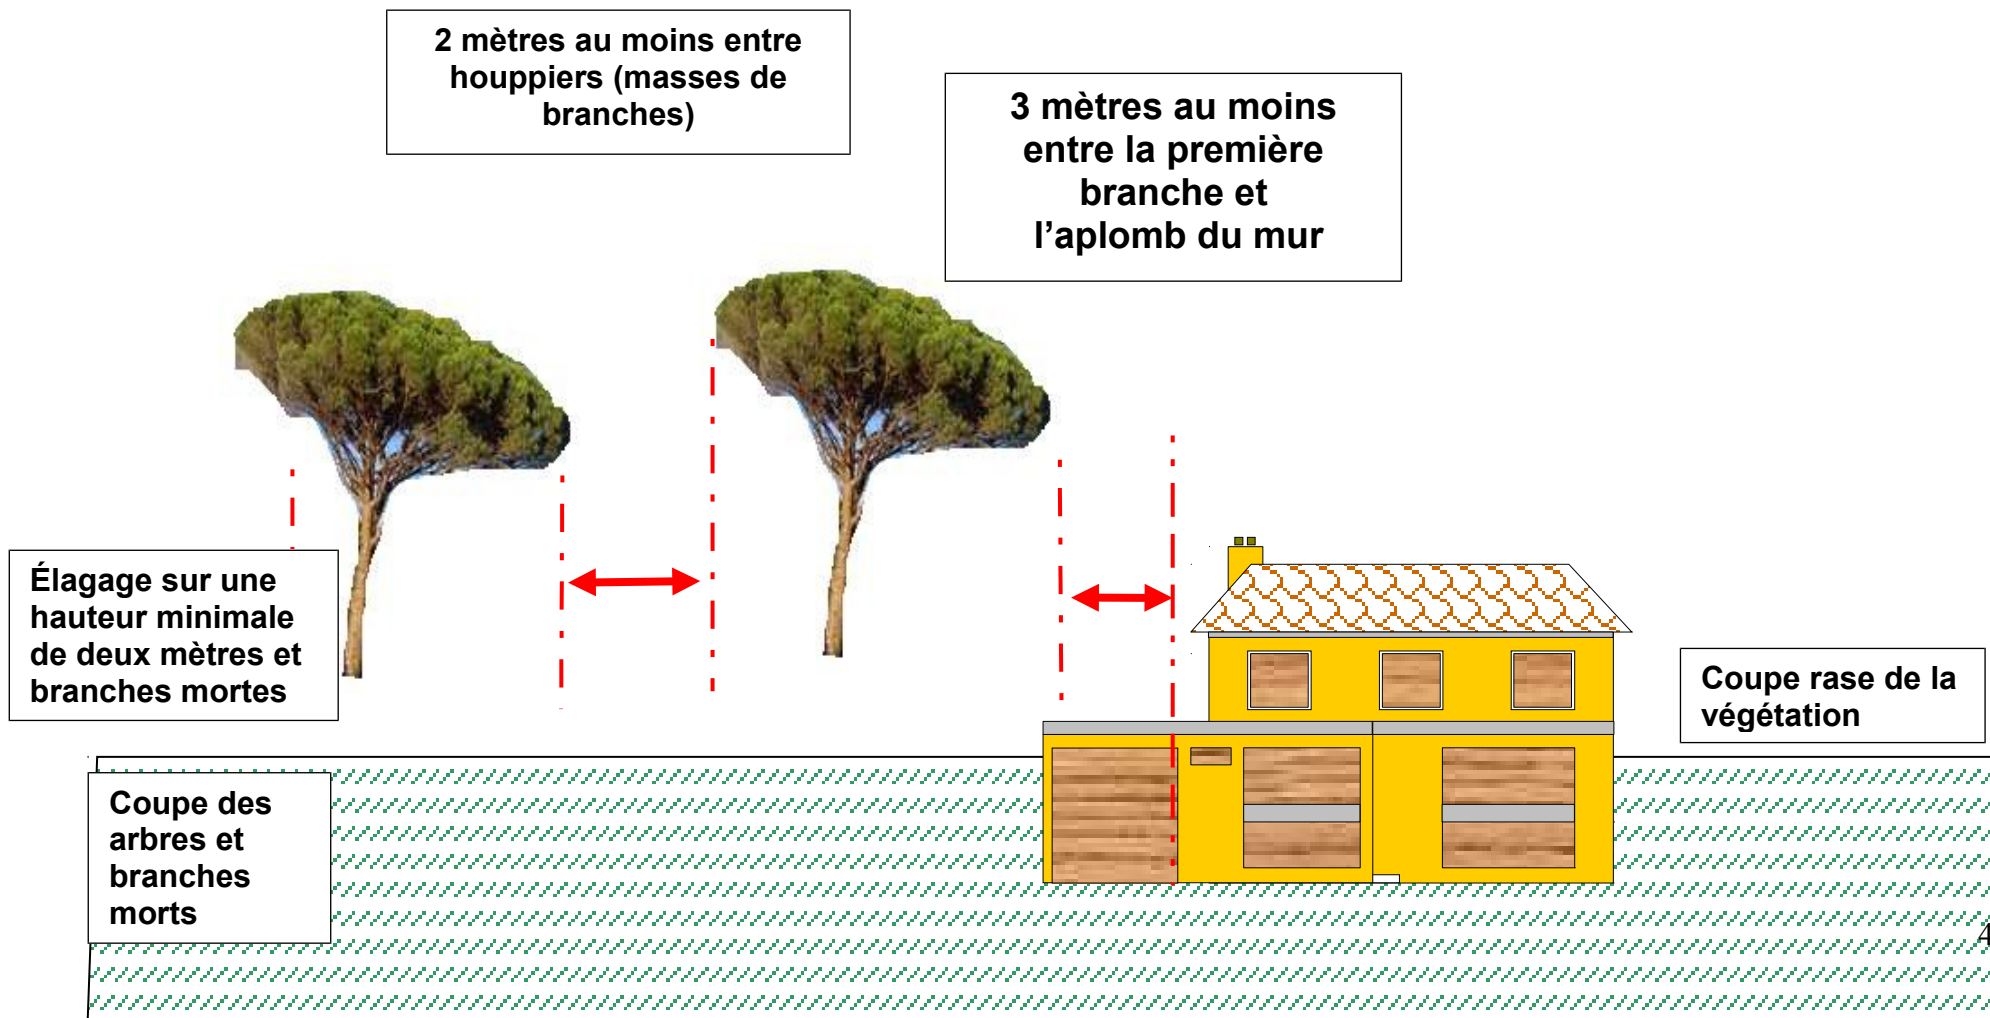 2 mètres au moins entre
houppiers (masses de
branches)
3 mètres au moins
entre la première
branche et
l’aplomb du mur
Élagage sur une
hauteur minimale
de deux mètres et
branches mortes
Coupe rase de la
végétation
Coupe des
arbres et
branches
morts
4